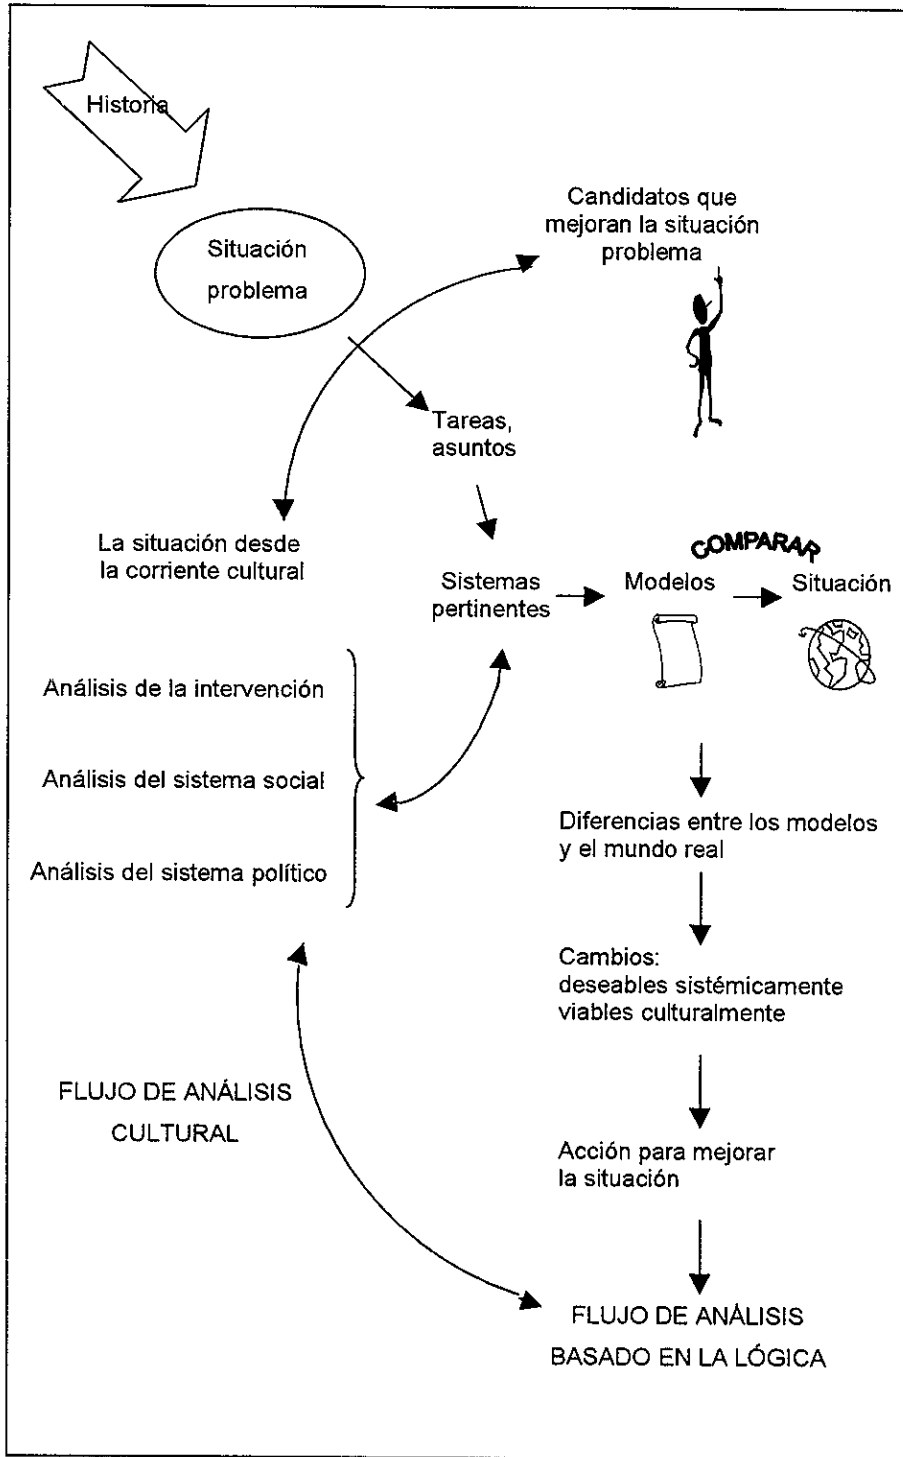 Historia
Situación
problema
Candidatos que
mejoran la situación
problema
Tareas,
asuntos
La situación desde
la corriente cultural
COMPARAR
Sistemas
pertinentes
Modelos
Situación
Análisis de la intervención
Análisis del sistema social
Análisis del sistema político
Diferencias entre los modelos
y el mundo real
Cambios:
deseables sistémicamente
viables culturalmente
FLUJO DE ANÁLISIS
CULTURAL
Acción para mejorar
la situación
FLUJO DE ANÁLISIS
BASADO EN LA LÓGICA